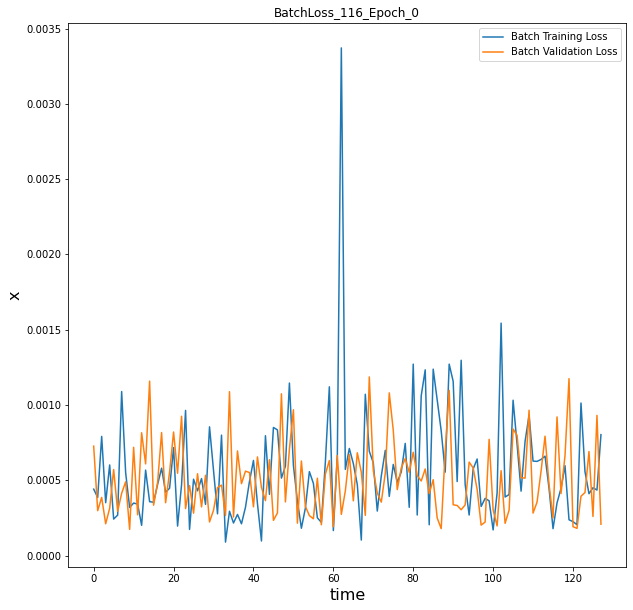 BatchLoss_116_Epoch_0
Batch Training Loss
Batch Validation Loss
0.0035
0.0030
0.0025
0.0020
0.0015
0.0010
0.0005
0.0000
x
0 20 40 60 80 100 120
time